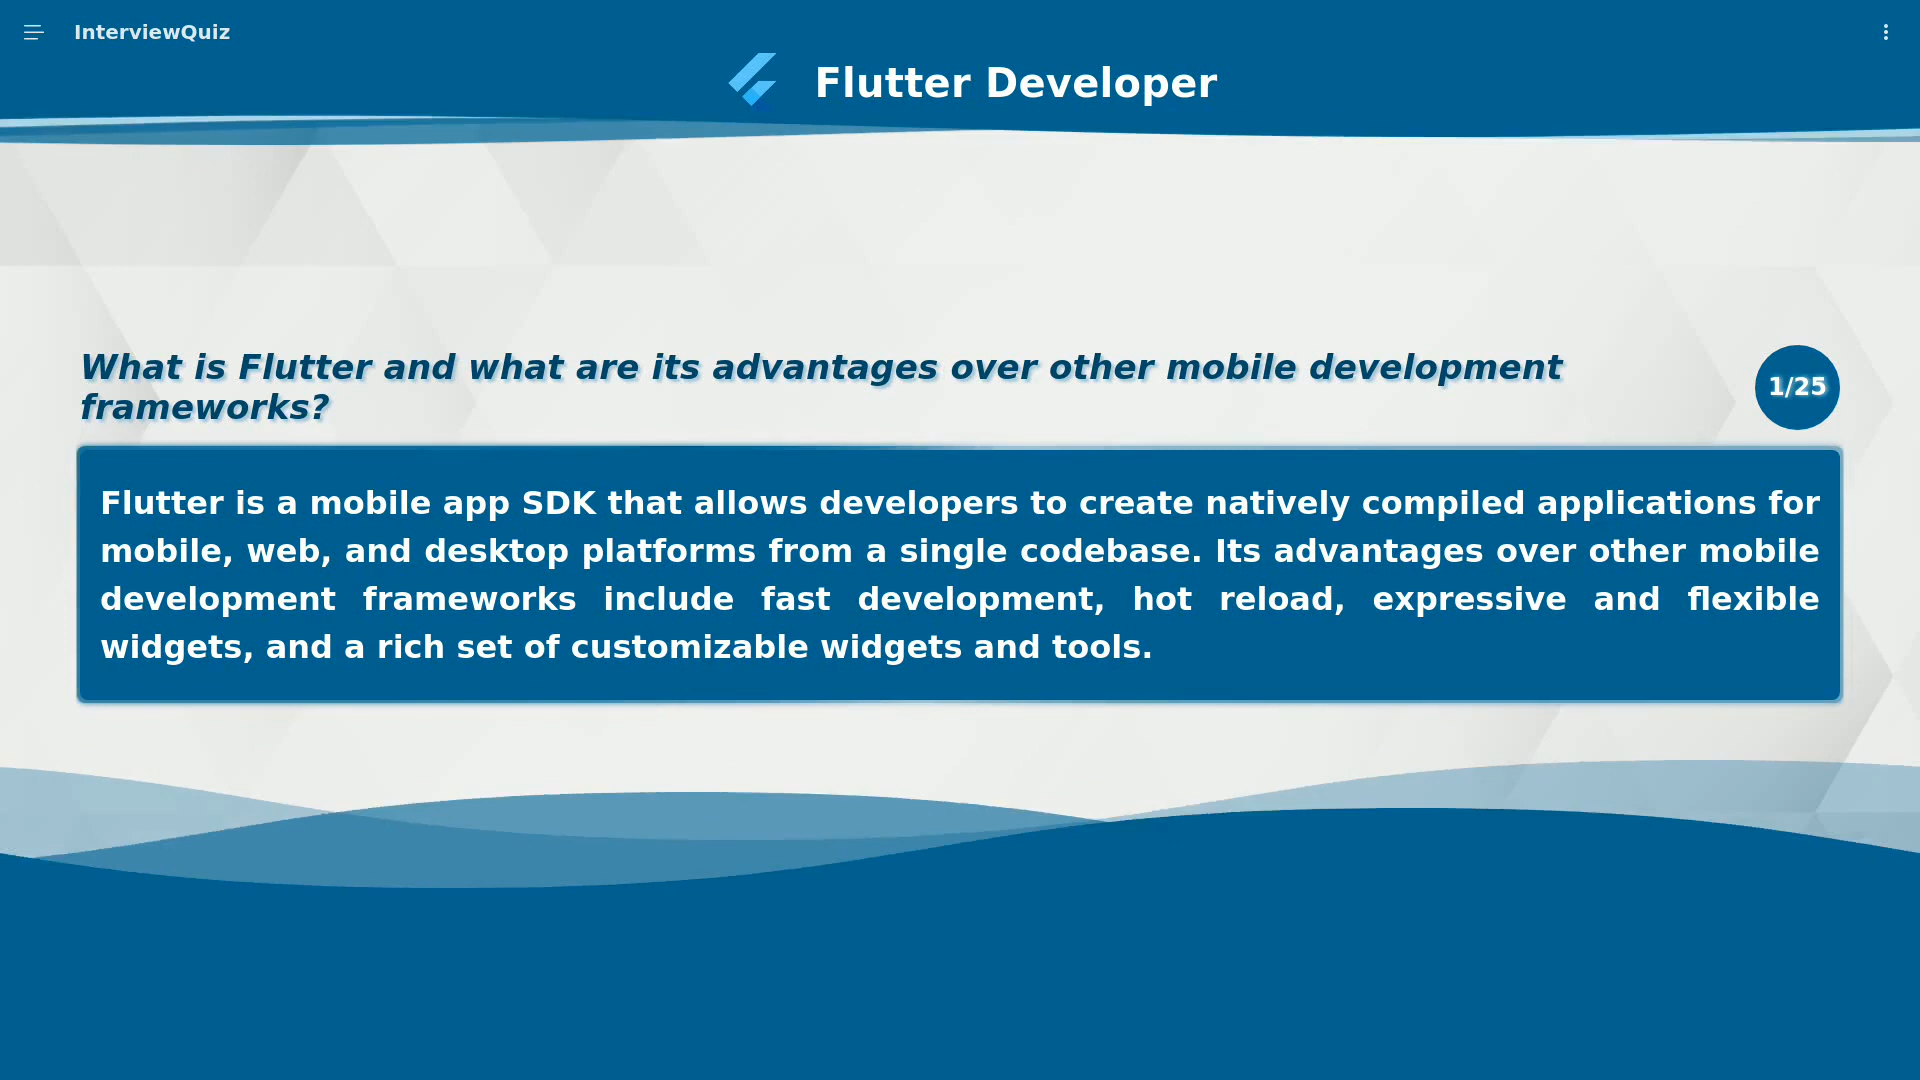 InterviewQuiz
Flutter Developer
What is Flutter and what are its advantages over other mobile development
frameworks?
1/25
Flutter is a mobile app SDK that allows developers to create natively compiled applications for
mobile, web, and desktop platforms from a single codebase. Its advantages over other mobile
development frameworks include fast development, hot reload, expressive and flexible
widgets, and a rich set of customizable widgets and tools.